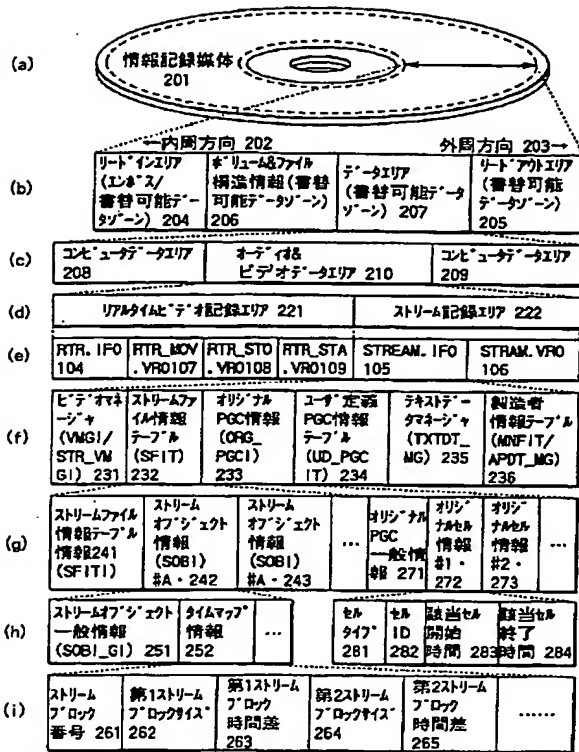 (a)
情報記録媒体
201
←内周方向 202
外周方向 203→
(b)
リードインエリア
(エンボス/
書替可能デー
タゾーン) 204
ボリューム&ファイル
構造情報(書替
可能データゾーン)
206
データエリア
(書替可能データ
ゾーン) 207
リードアウトエリア
(書替可能
データゾーン)
205
(c)
コンピュータデータエリア
208
オーディオ&
ビデオデータエリア 210
コンピュータデータエリア
209
(d)
リアルタイムビデオ記録エリア 221
ストリーム記録エリア 222
(e)
RTR.IFO
104
RTR_MOV
.VRO107
RTR_STO
.VRO108
RTR_STA
.VRO109
STREAM.IFO
105
STRAM.VRO
106
(f)
ビデオマネ
ージャ
(VMGI/
STR_VM
GI) 231
ストリームファ
イル情報
テーブル
(SFIT)
232
オリジナル
PGC情報
(ORG_
PGCI)
233
ユーザ定義
PGC情報
テーブル
(UD_PGC
IT) 234
テキストデー
タマネージャ
(TXTDT_
MG) 235
製造者
情報テーブル
(MNFIT/
APDT_MG)
236
(g)
ストリームファイル
情報テーブル
情報241
(SFITI)
ストリーム
オブジェクト
情報
(SOBI)
#A・242
ストリーム
オブジェクト
情報
(SOBI)
#A・243
…
オリジナル
PGC
一般情
報 271
オリジ
ナルセル
情報
#1・
272
オリジ
ナルセル
情報
#2・
273
…
(h)
ストリームオブジェクト
一般情報
(SOBI_GI) 251
タイムマップ
情報
252
…
セル
タイプ
281
セル
ID
282
該当セル
開始
時間 283
該当セル
終了
時間 284
(i)
ストリーム
ブロック
番号 261
第1ストリーム
ブロックサイズ
262
第1ストリーム
ブロック
時間差
263
第2ストリーム
ブロックサイズ
264
第2ストリーム
ブロック
時間差
265
……